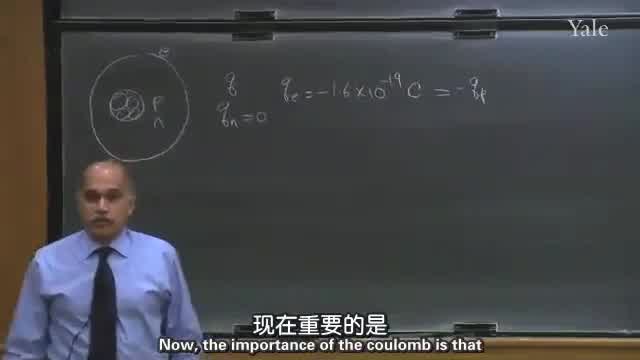 Yale
e
p
n
q
q_n = 0
q_e = -1.6 × 10^{-19} C = -q_p
现在重要的是
Now, the importance of the coulomb is that